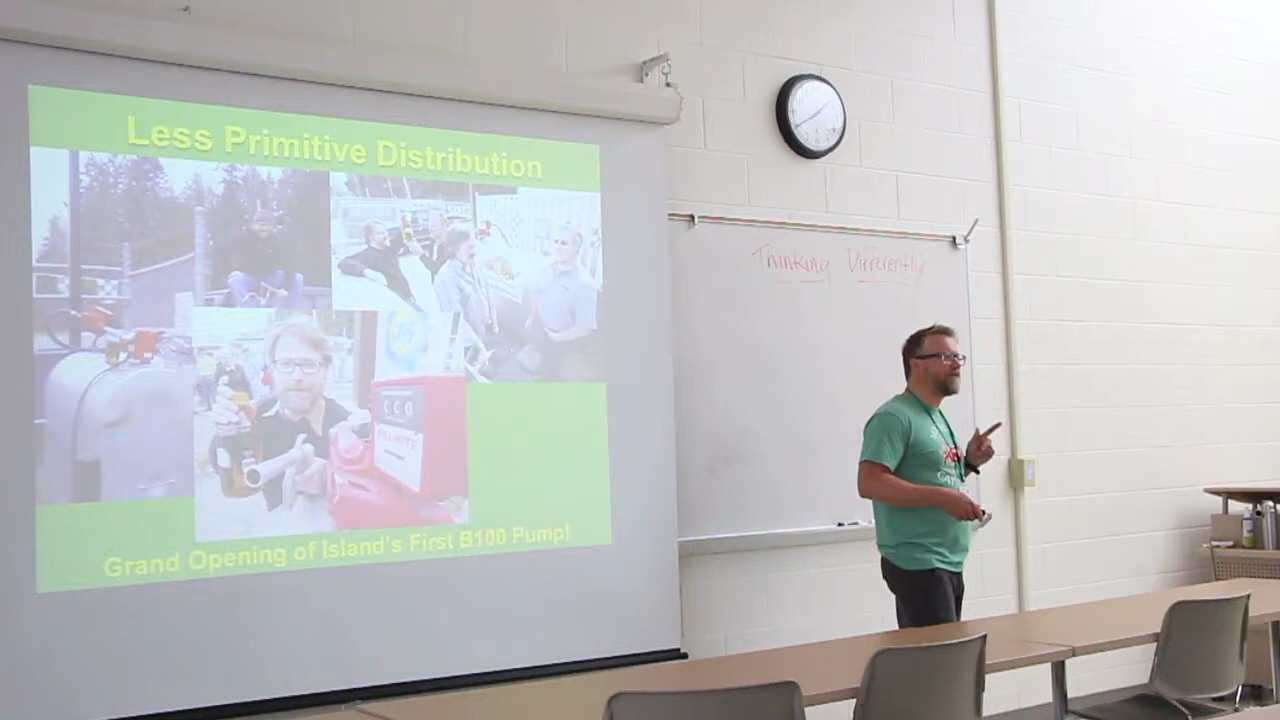 Less Primitive Distribution
Thinking Differently
Grand Opening of Island's First B100 Pump!